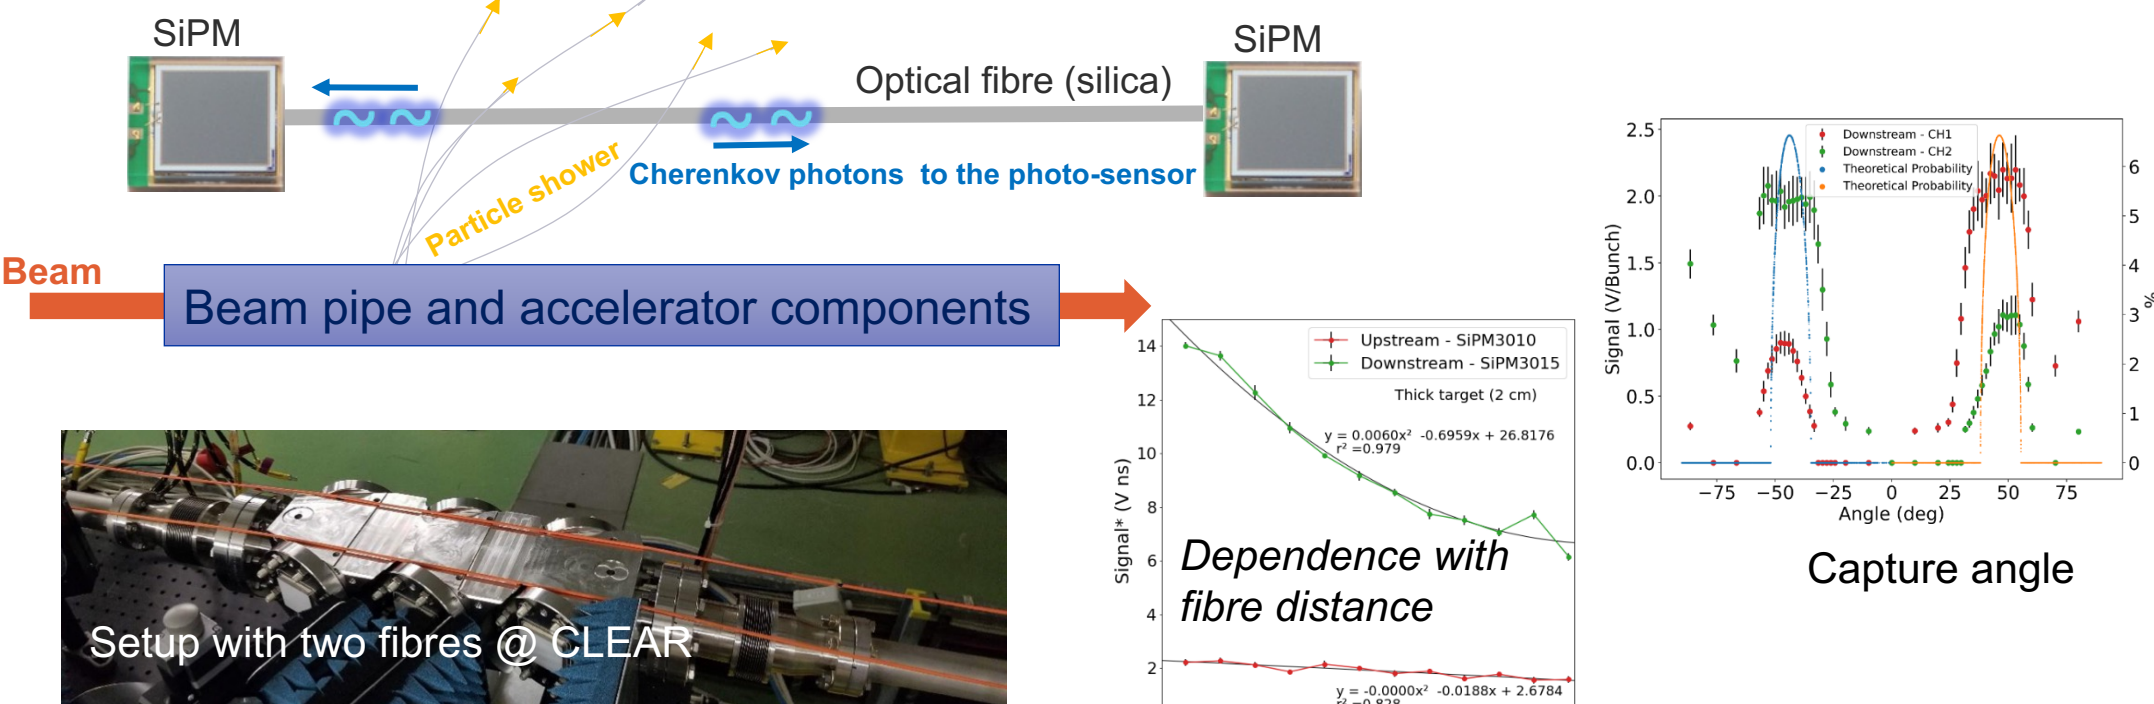 SiPM
SiPM
Optical fibre (silica)
Cherenkov photons to the photo-sensor
Particle shower
Beam
Beam pipe and accelerator components
Setup with two fibres @ CLEAR
Upstream - SiPM3010
Downstream - SiPM3015
Thick target (2 cm)
y = 0.0060x² -0.6959x + 26.8176
r² =0.979
Signal* (V ns)
14
12
10
8
6
4
2
Dependence with
fibre distance
y = -0.0000x² -0.0188x + 2.6784
r² =0.828
Downstream - CH1
Downstream - CH2
Theoretical Probability
Theoretical Probability
Signal (V/Bunch)
2.5
2.0
1.5
1.0
0.5
0.0
6
5
4
3
2
1
0
%
−75 −50 −25 0 25 50 75
Angle (deg)
Capture angle